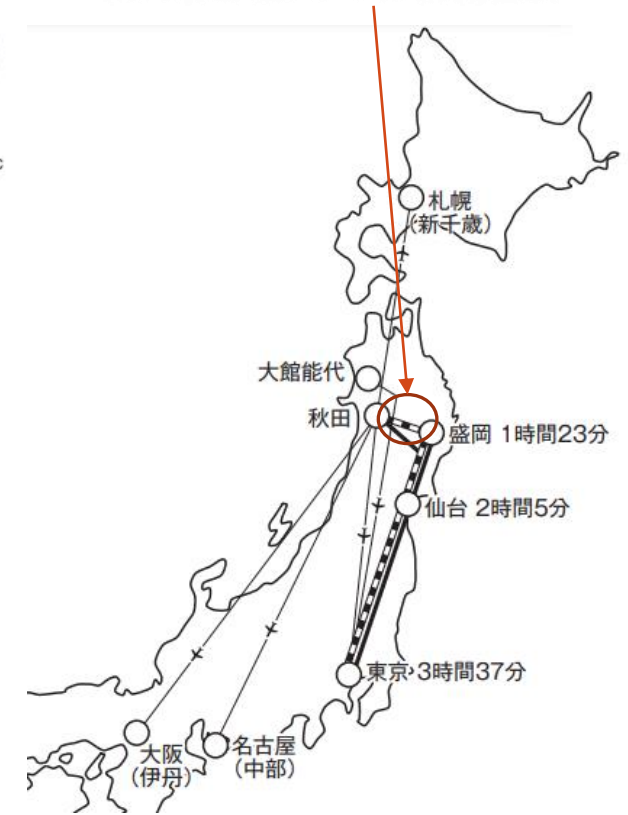 c
札幌
(新千歳)
大館能代
秋田
盛岡 1時間23分
仙台 2時間5分
東京 3時間37分
大阪
(伊丹)
名古屋
(中部)